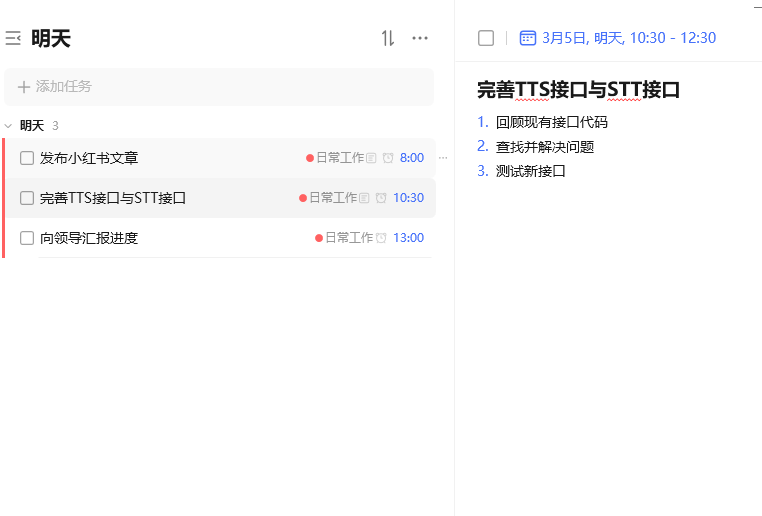 明天
添加任务
明天 3
发布小红书文章 日常工作 8:00
完善TTS接口与STT接口 日常工作 10:30
向领导汇报进度 日常工作 13:00
3月5日, 明天, 10:30 - 12:30
完善TTS接口与STT接口
1. 回顾现有接口代码
2. 查找并解决问题
3. 测试新接口